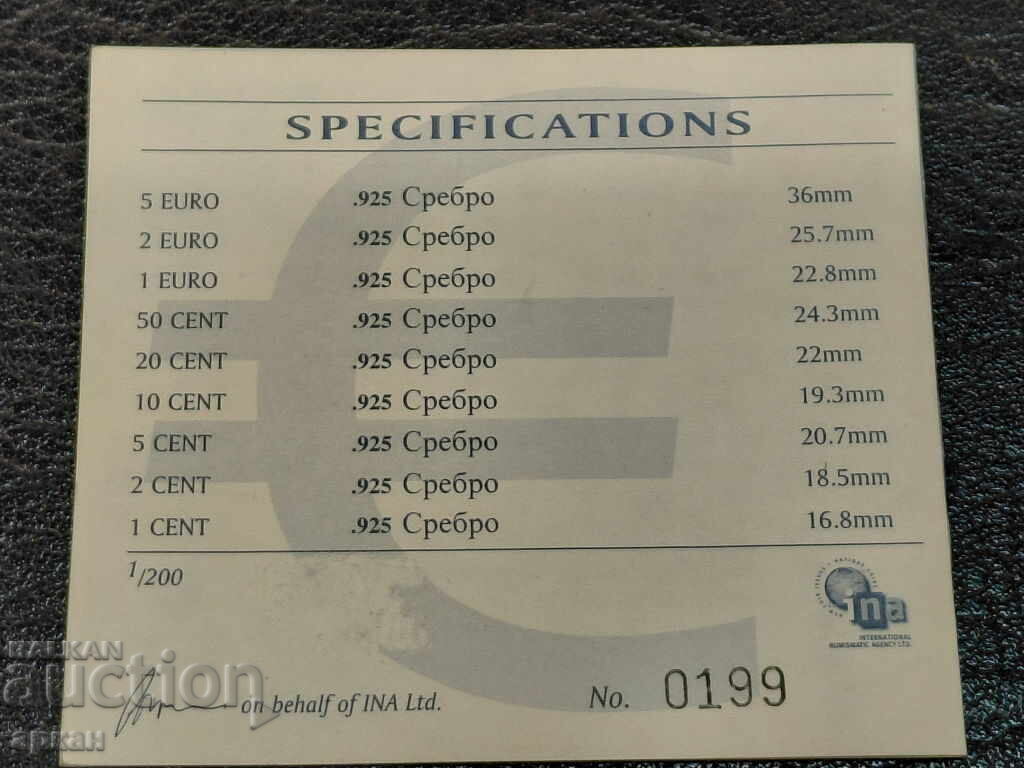 SPECIFICATIONS
5 EURO .925 Сребро 36mm
2 EURO .925 Сребро 25.7mm
1 EURO .925 Сребро 22.8mm
50 CENT .925 Сребро 24.3mm
20 CENT .925 Сребро 22mm
10 CENT .925 Сребро 19.3mm
5 CENT .925 Сребро 20.7mm
2 CENT .925 Сребро 18.5mm
1 CENT .925 Сребро 16.8mm
1/200
ina
INTERNATIONAL
NUMISMATIC AGENCY LTD.
on behalf of INA Ltd. No. 0199
BALKAN
auction
аркан